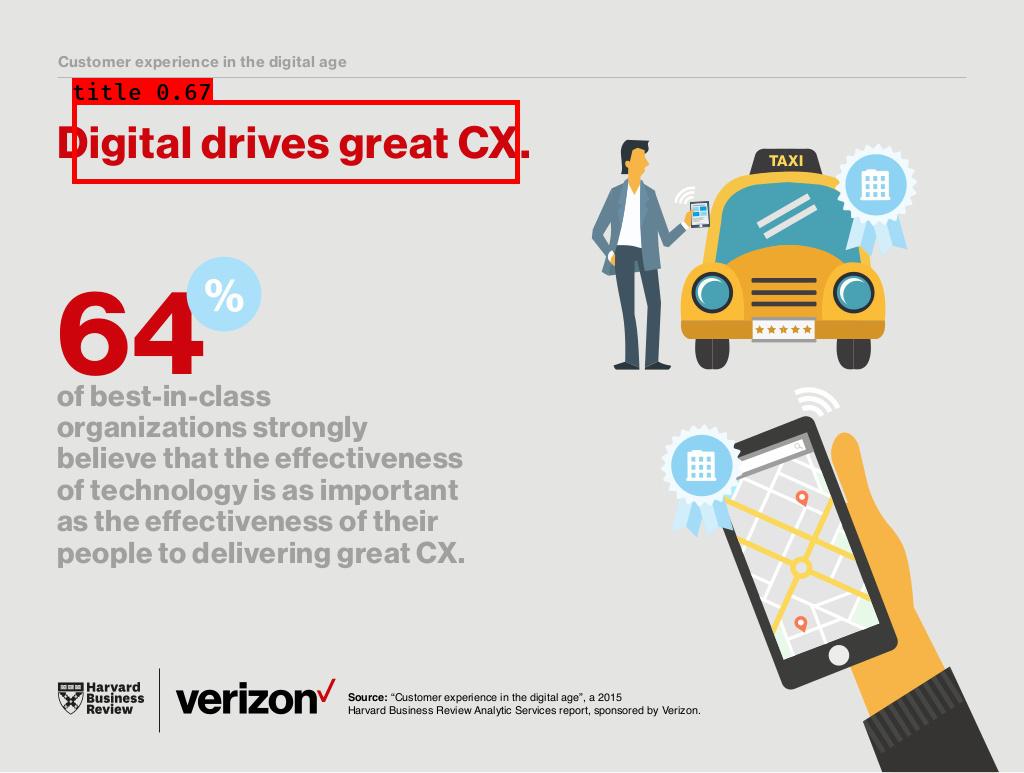 Customer experience in the digital age
title 0.67
Digital drives great CX.
TAXI
64%
of best-in-class
organizations strongly
believe that the effectiveness
of technology is as important
as the effectiveness of their
people to delivering great CX.
Harvard
Business
Review
verizon
Source: “Customer experience in the digital age”, a 2015
Harvard Business Review Analytic Services report, sponsored by Verizon.